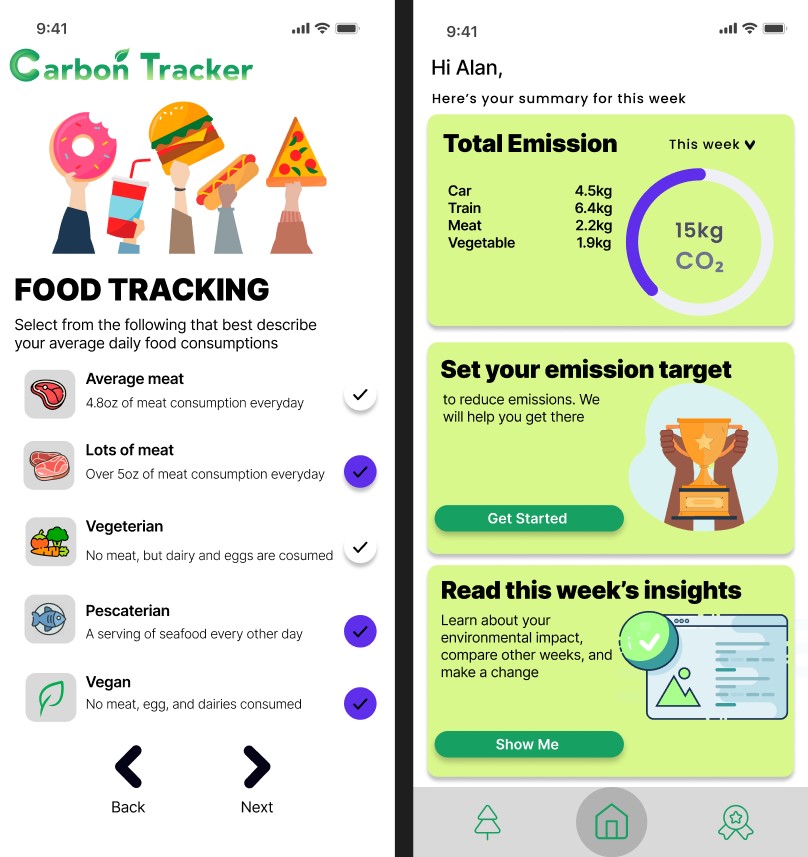 9:41
Carbon Tracker
FOOD TRACKING
Select from the following that best describe
your average daily food consumptions
Average meat
4.8oz of meat consumption everyday
Lots of meat
Over 5oz of meat consumption everyday
Vegeterian
No meat, but dairy and eggs are cosumed
Pescaterian
A serving of seafood every other day
Vegan
No meat, egg, and dairies consumed
Back
Next
9:41
Hi Alan,
Here's your summary for this week
Total Emission
This week
Car 4.5kg
Train 6.4kg
Meat 2.2kg
Vegetable 1.9kg
15kg
CO₂
Set your emission target
to reduce emissions. We
will help you get there
Get Started
Read this week's insights
Learn about your
environmental impact,
compare other weeks, and
make a change
Show Me